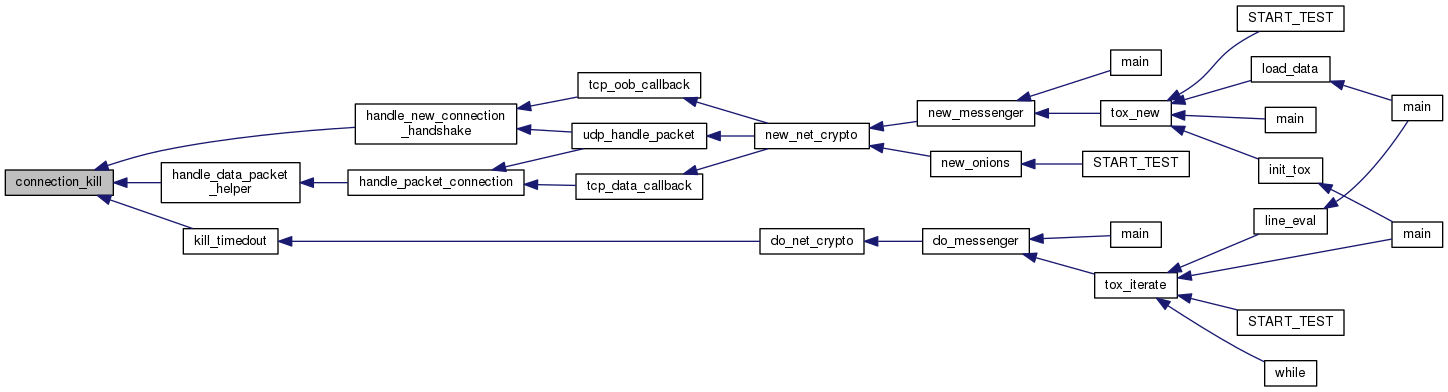 START_TEST
main
load_data
tcp_oob_callback
handle_new_connection
_handshake
new_messenger
tox_new
main
main
udp_handle_packet
new_net_crypto
new_onions
START_TEST
connection_kill
handle_data_packet
_helper
handle_packet_connection
tcp_data_callback
init_tox
kill_timedout
do_net_crypto
do_messenger
main
line_eval
main
tox_iterate
START_TEST
while